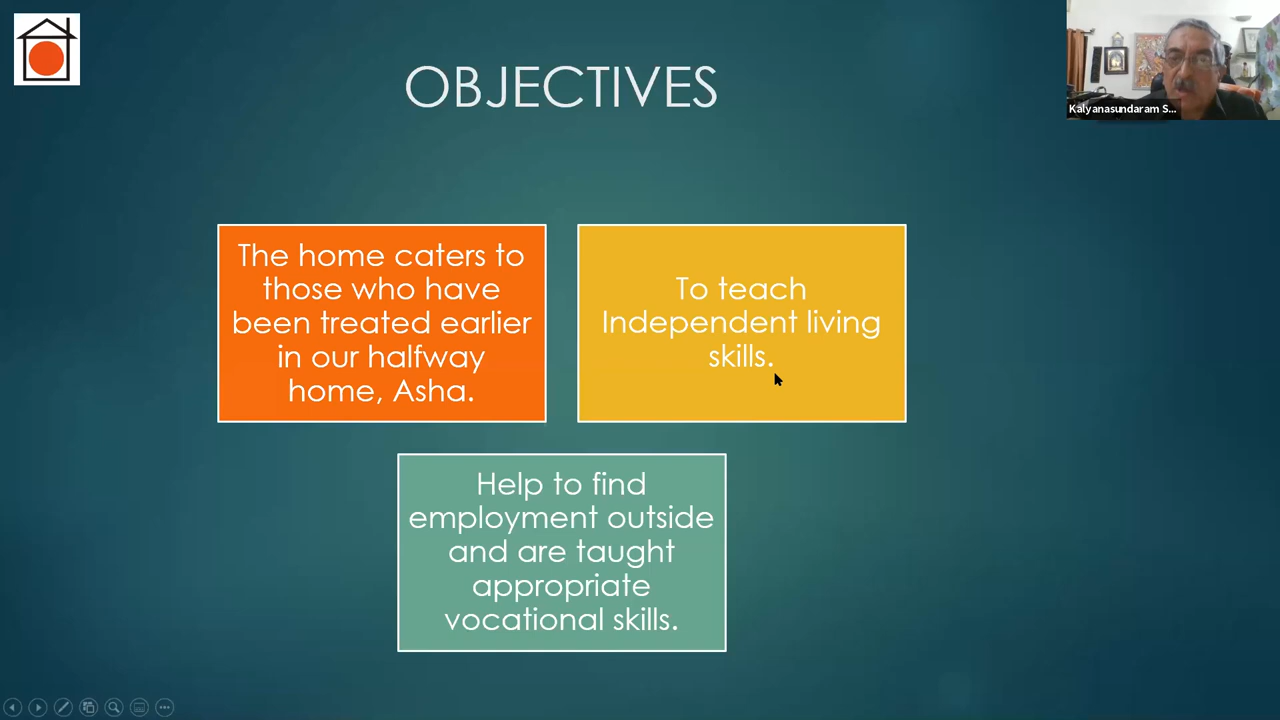 OBJECTIVES
Kalyanasundaram S...
The home caters to
those who have
been treated earlier
in our halfway
home, Asha.
To teach
Independent living
skills.
Help to find
employment outside
and are taught
appropriate
vocational skills.